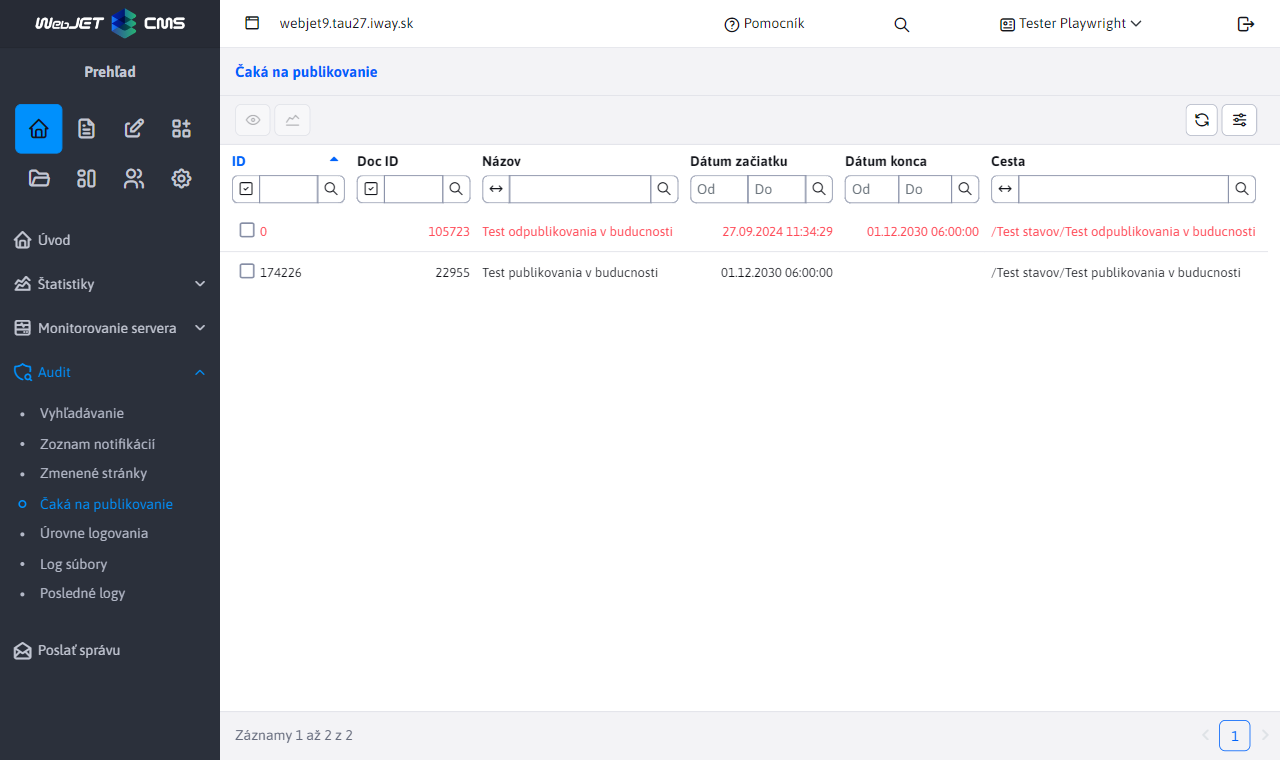 WebJET CMS
webjet9.tau27.iway.sk
Pomocník
Tester Playwright
Prehľad
Úvod
Štatistiky
Monitorovanie servera
Audit
Vyhľadávanie
Zoznam notifikácií
Zmenené stránky
Čaká na publikovanie
Úrovne logovania
Log súbory
Posledné logy
Poslať správu
Čaká na publikovanie
ID Doc ID Názov Dátum začiatku Dátum konca Cesta
Od Do Od Do
0 105723 Test odpublikovania v buducnosti 27.09.2024 11:34:29 01.12.2030 06:00:00 /Test stavov/Test odpublikovania v buducnosti
174226 22955 Test publikovania v buducnosti 01.12.2030 06:00:00 /Test stavov/Test publikovania v buducnosti
Záznamy 1 až 2 z 2
1